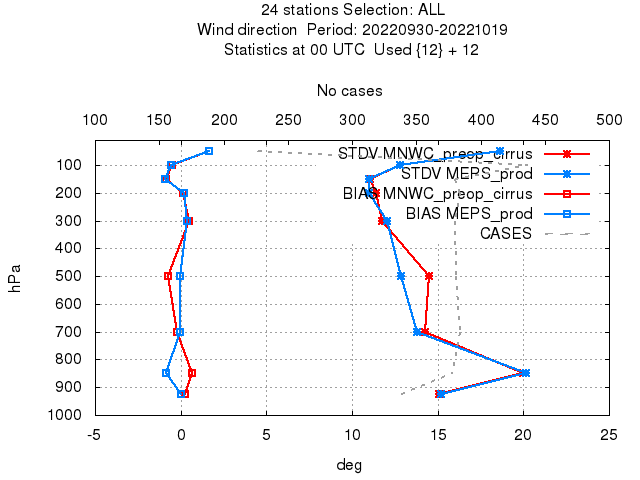 24 stations Selection: ALL
Wind direction  Period: 20220930-20221019
Statistics at 00 UTC  Used {12} + 12
No cases
100 150 200 250 300 350 400 450 500
STDV MNWC_preop_cirrus
STDV MEPS_prod
BIAS MNWC_preop_cirrus
BIAS MEPS_prod
CASES
100
200
300
400
500
600
700
800
900
1000
hPa
-5 0 5 10 15 20 25
deg